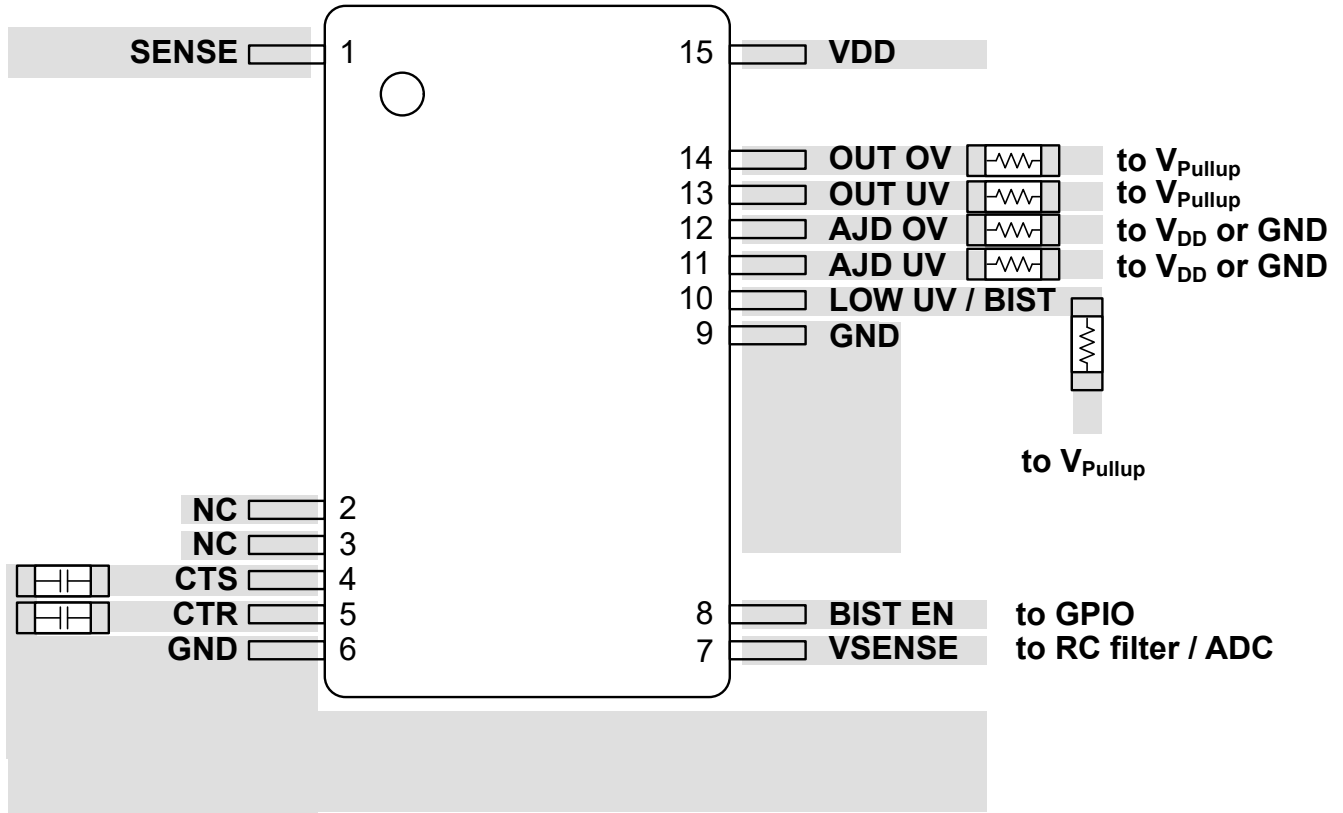 SENSE 1
15 VDD
14 OUT OV to VPullup
13 OUT UV to VPullup
12 AJD OV to VDD or GND
11 AJD UV to VDD or GND
10 LOW UV / BIST
9 GND
to VPullup
NC 2
NC 3
CTS 4
CTR 5
GND 6
8 BIST EN to GPIO
7 VSENSE to RC filter / ADC